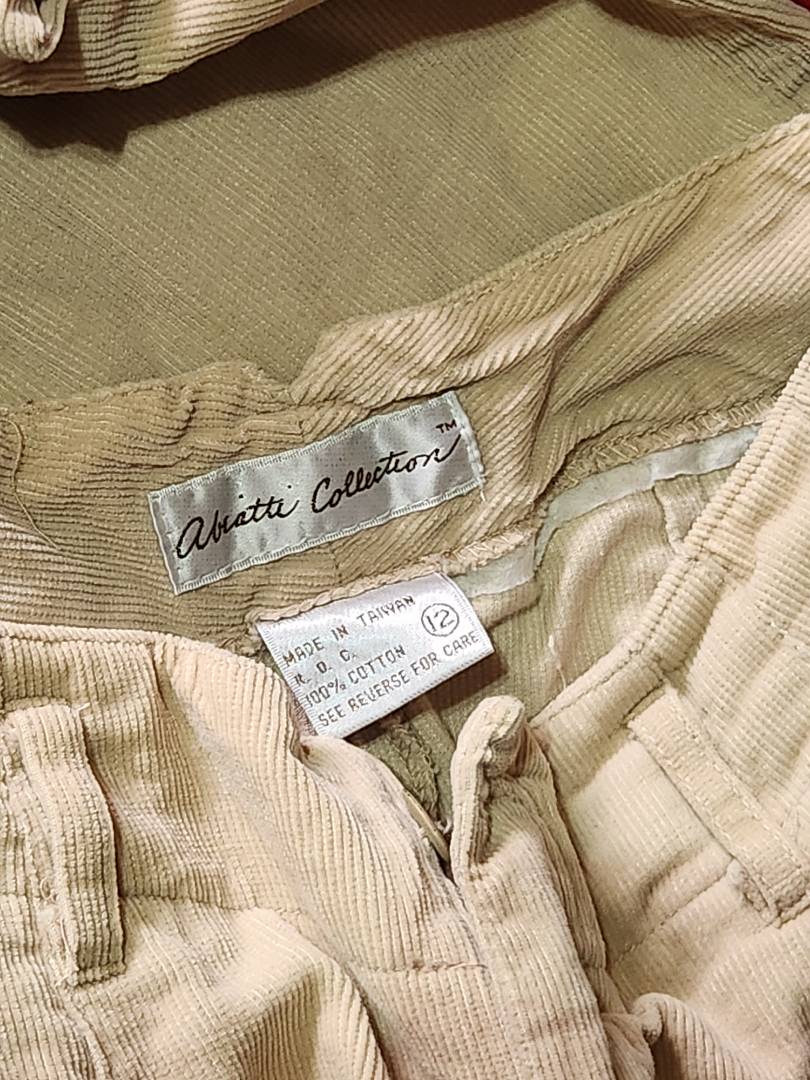 Abiatti Collection™
MADE IN TAIWAN
R. O. C.
100% COTTON
SEE REVERSE FOR CARE
12